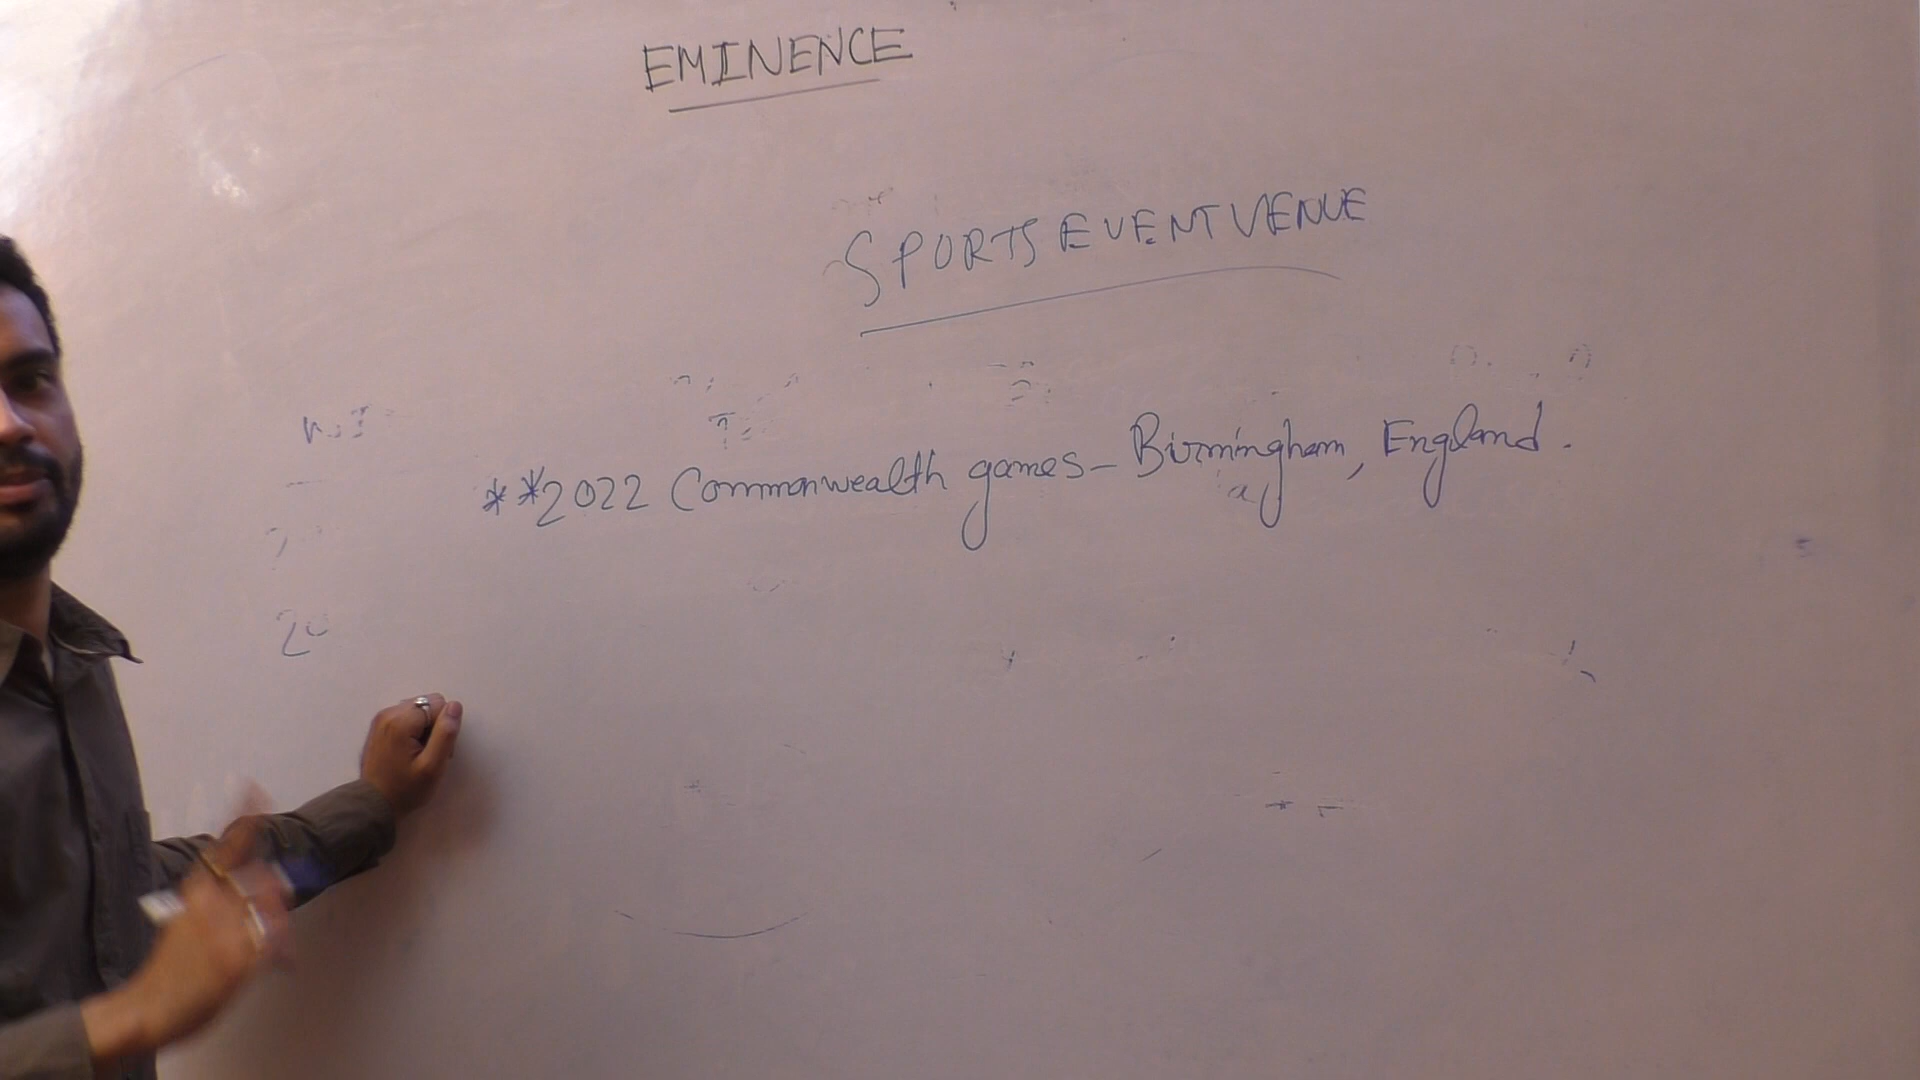 EMINENCE
SPORTS EVENT VENUE
**2022 Commonwealth games - Birmingham, England.